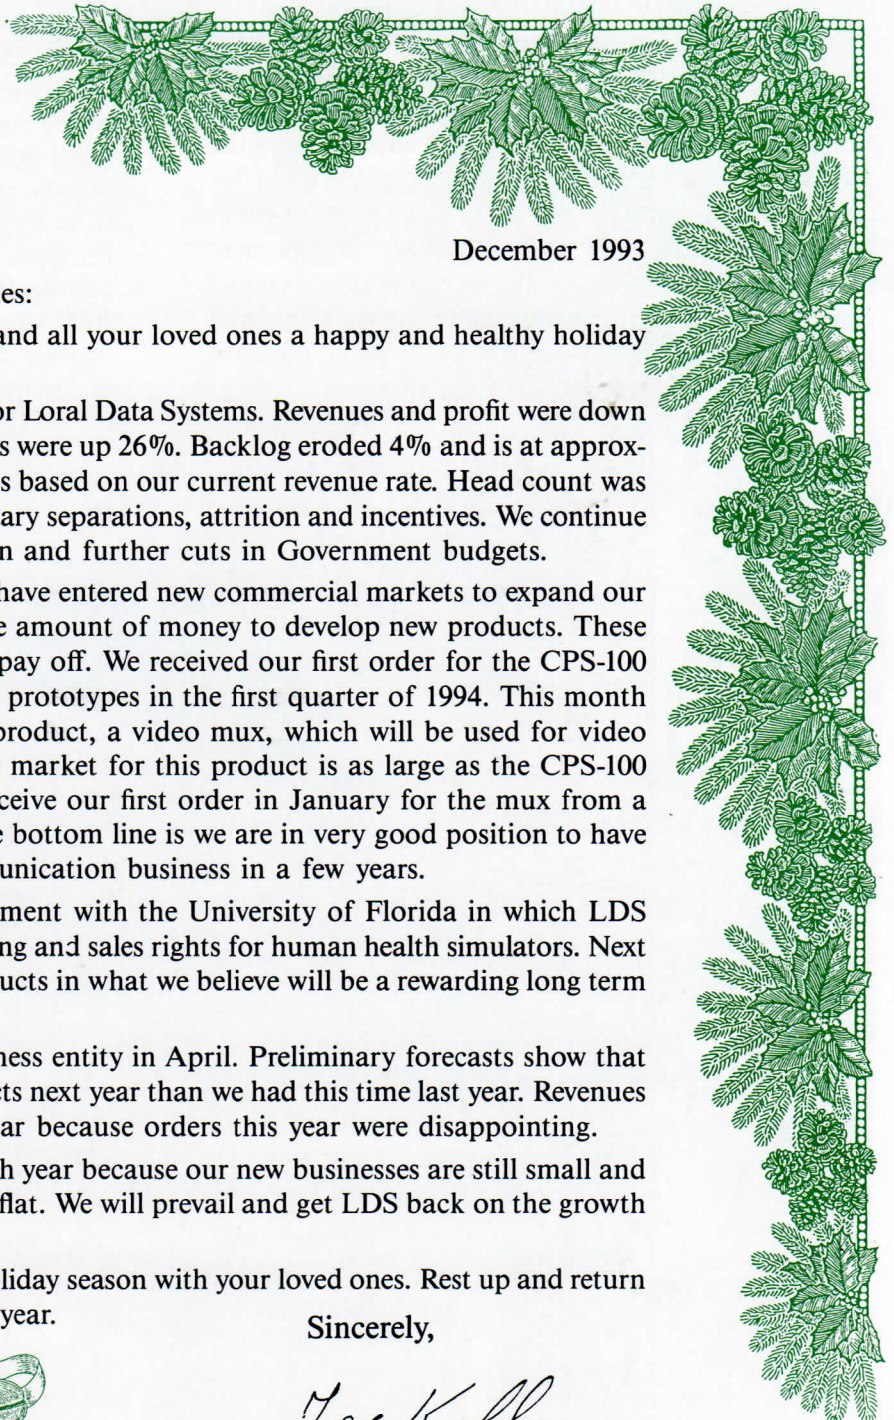 December 1993
es:
and all your loved ones a happy and healthy holiday
or Loral Data Systems. Revenues and profit were down
s were up 26%. Backlog eroded 4% and is at approx-
s based on our current revenue rate. Head count was
tary separations, attrition and incentives. We continue
n and further cuts in Government budgets.
have entered new commercial markets to expand our
e amount of money to develop new products. These
pay off. We received our first order for the CPS-100
prototypes in the first quarter of 1994. This month
product, a video mux, which will be used for video
market for this product is as large as the CPS-100
ceive our first order in January for the mux from a
e bottom line is we are in very good position to have
unication business in a few years.
ment with the University of Florida in which LDS
ng and sales rights for human health simulators. Next
ucts in what we believe will be a rewarding long term
ness entity in April. Preliminary forecasts show that
cts next year than we had this time last year. Revenues
ar because orders this year were disappointing.
h year because our new businesses are still small and
flat. We will prevail and get LDS back on the growth
oliday season with your loved ones. Rest up and return
year.
Sincerely,